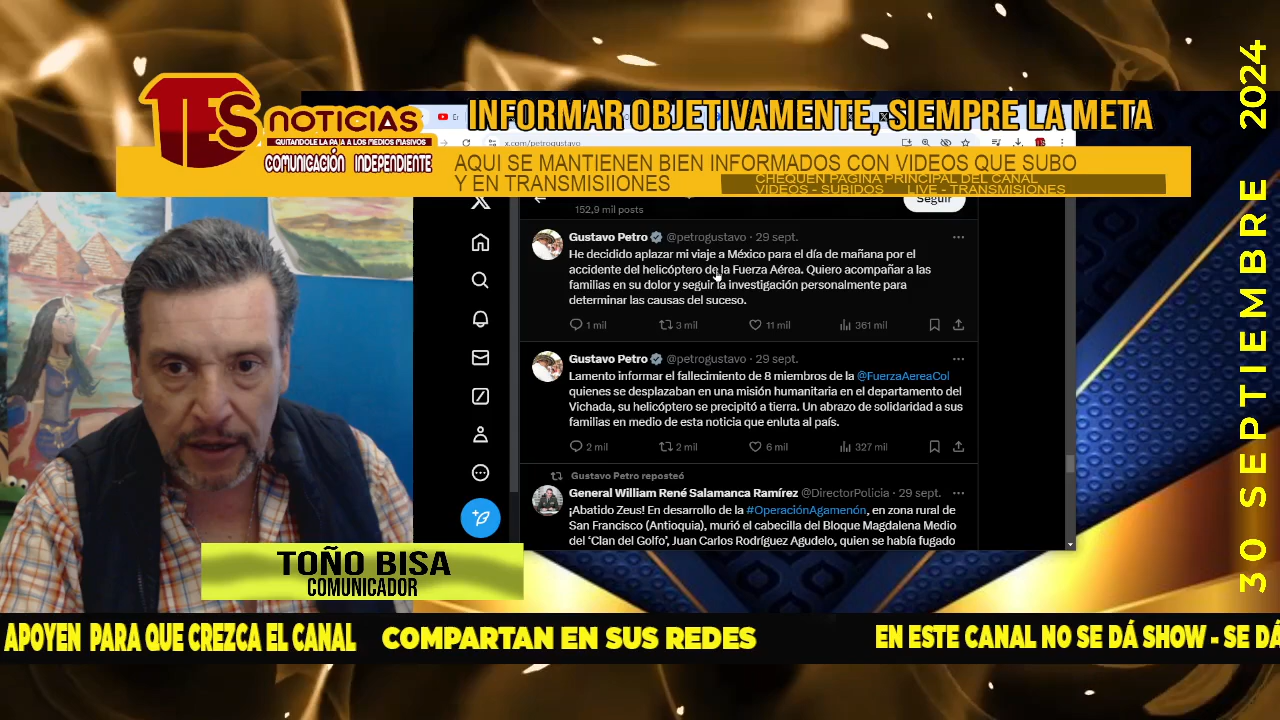 TES NOTICIAS
QUITANDOLE LA PAJA A LOS MEDIOS MASIVOS
COMUNICACIÓN INDEPENDIENTE
INFORMAR OBJETIVAMENTE, SIEMPRE LA META
x.com/petrogustavo
AQUI SE MANTIENEN BIEN INFORMADOS CON VIDEOS QUE SUBO
Y EN TRANSMISIIONES
CHEQUEN PAGINA PRINCIPAL DEL CANAL
VIDEOS - SUBIDOS LIVE - TRANSMISIONES
152,9 mil posts
Seguir
Gustavo Petro @petrogustavo · 29 sept.
He decidido aplazar mi viaje a México para el día de mañana por el
accidente del helicóptero de la Fuerza Aérea. Quiero acompañar a las
familias en su dolor y seguir la investigación personalmente para
determinar las causas del suceso.
1 mil 3 mil 11 mil 361 mil
Gustavo Petro @petrogustavo · 29 sept.
Lamento informar el fallecimiento de 8 miembros de la @FuerzaAereaCol
quienes se desplazaban en una misión humanitaria en el departamento del
Vichada, su helicóptero se precipitó a tierra. Un abrazo de solidaridad a sus
familias en medio de esta noticia que enluta al país.
2 mil 2 mil 6 mil 327 mil
Gustavo Petro reposteó
General William René Salamanca Ramírez @DirectorPolicia · 29 sept.
¡Abatido Zeus! En desarrollo de la #OperaciónAgamenón, en zona rural de
San Francisco (Antioquia), murió el cabecilla del Bloque Magdalena Medio
del ‘Clan del Golfo’, Juan Carlos Rodríguez Agudelo, quien se había fugado
TOÑO BISA
COMUNICADOR
APOYEN PARA QUE CREZCA EL CANAL COMPARTAN EN SUS REDES EN ESTE CANAL NO SE DÁ SHOW - SE DÁ
30 SEPTIEMBRE 2024